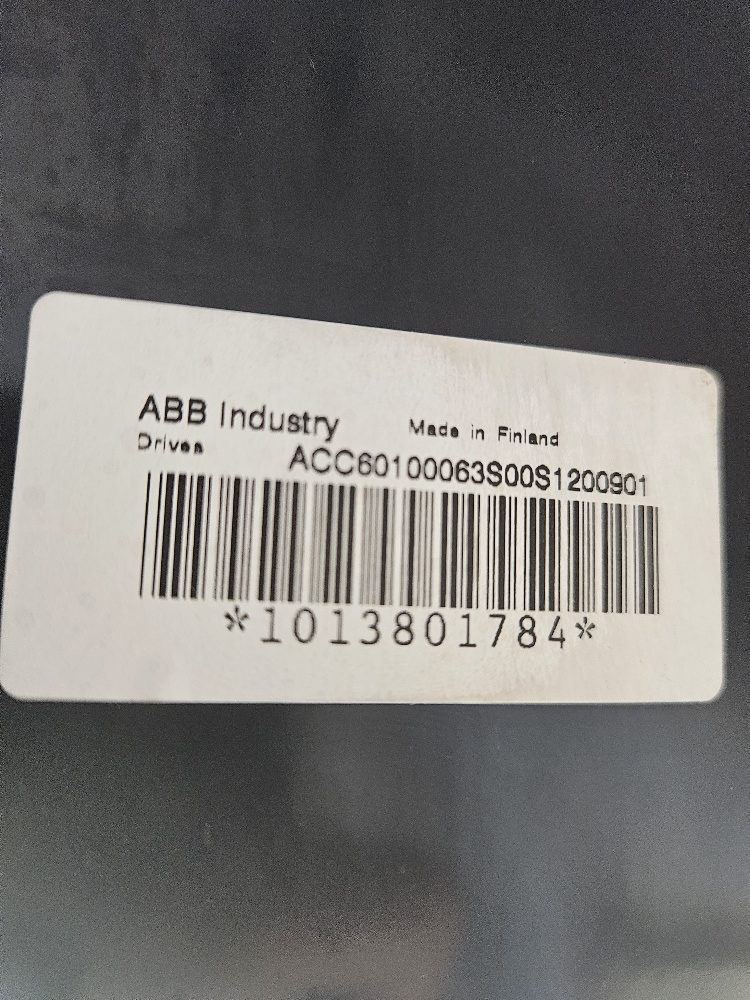 ABB Industry Made in Finland
Drives ACC60100063S00S1200901
*1013801784*